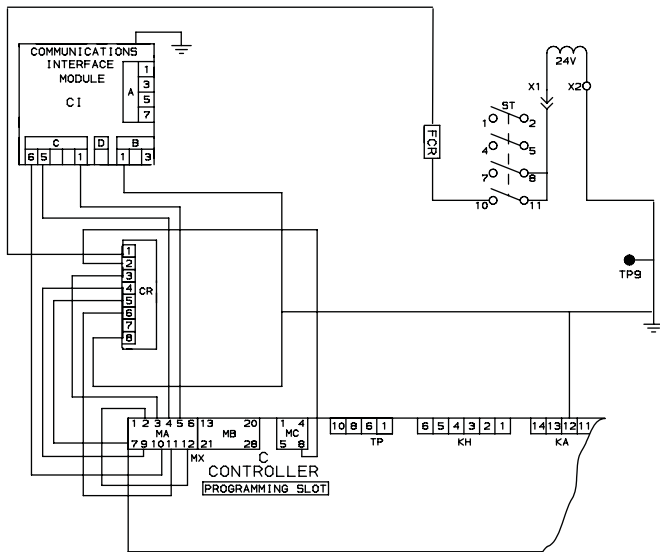 COMMUNICATIONS
INTERFACE
MODULE
CI
A
1
3
5
7
C
D
B
6 5 1
1 3
24V
X1
X2
ST
1 2
4 5
7 8
10 11
FCR
TP9
1
2
3
4
5
6
7
8
CR
1 2 3 4 5 6 13 20
MA
MB
7 9 10 11 12 21 28
MX
1 4
MC
5 8
10 8 6 1
TP
6 5 4 3 2 1
KH
14 13 12 11
KA
C
CONTROLLER
PROGRAMMING SLOT